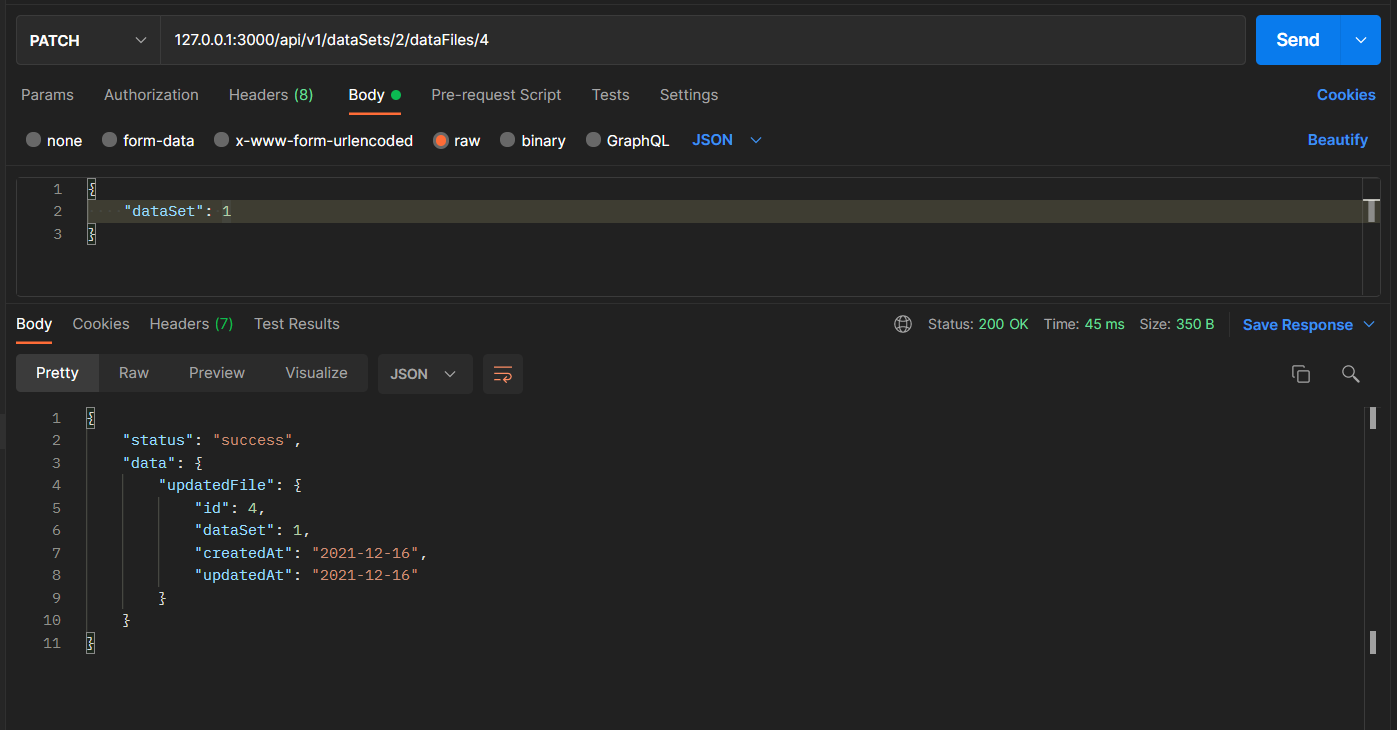 PATCH 127.0.0.1:3000/api/v1/dataSets/2/dataFiles/4 Send
Params Authorization Headers (8) Body Pre-request Script Tests Settings Cookies
none form-data x-www-form-urlencoded raw binary GraphQL JSON Beautify
1 {
2 "dataSet": 1
3 }
Body Cookies Headers (7) Test Results Status: 200 OK Time: 45 ms Size: 350 B Save Response
Pretty Raw Preview Visualize JSON
1 {
2 "status": "success",
3 "data": {
4 "updatedFile": {
5 "id": 4,
6 "dataSet": 1,
7 "createdAt": "2021-12-16",
8 "updatedAt": "2021-12-16"
9 }
10 }
11 }